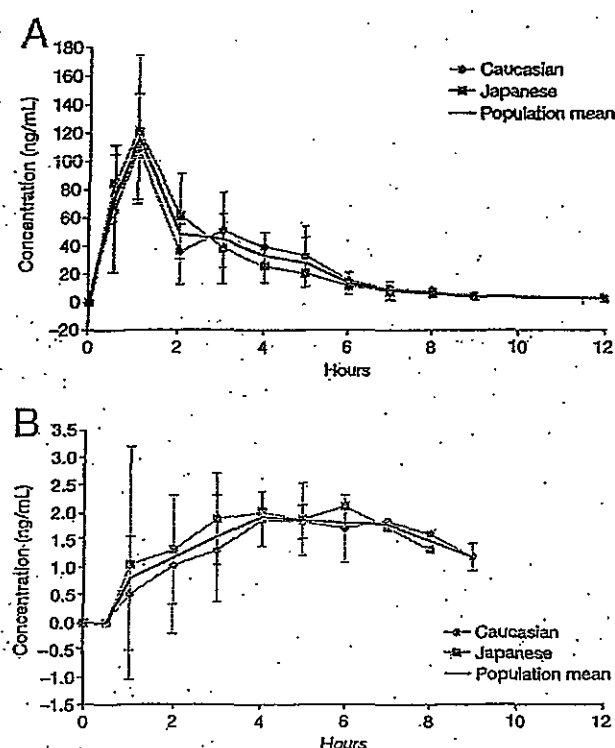 A
180
160
140
120
100
80
60
40
20
0
−20
Concentration (ng/mL)
Caucasian
Japanese
Population mean
0 2 4 6 8 10 12
Hours
B
3.5
3.0
2.5
2.0
1.5
1.0
0.5
0.0
−0.5
−1.0
−1.5
Concentration (ng/mL)
Caucasian
Japanese
Population mean
0 2 4 6 8 10 12
Hours